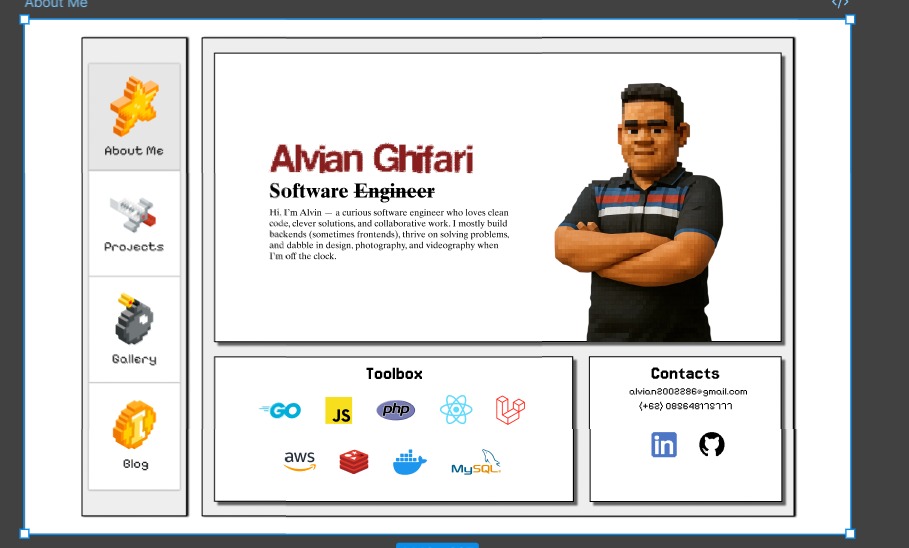 About Me
</>
About Me
Projects
Gallery
Blog
Alvian Ghifari
Software Engineer
Hi. I'm Alvin — a curious software engineer who loves clean
code, clever solutions, and collaborative work. I mostly build
backends (sometimes frontends), thrive on solving problems,
and dabble in design, photography, and videography when
I'm off the clock.
Toolbox
GO
JS
php
aws
MySQL
Contacts
alvian2002286@gmail.com
in